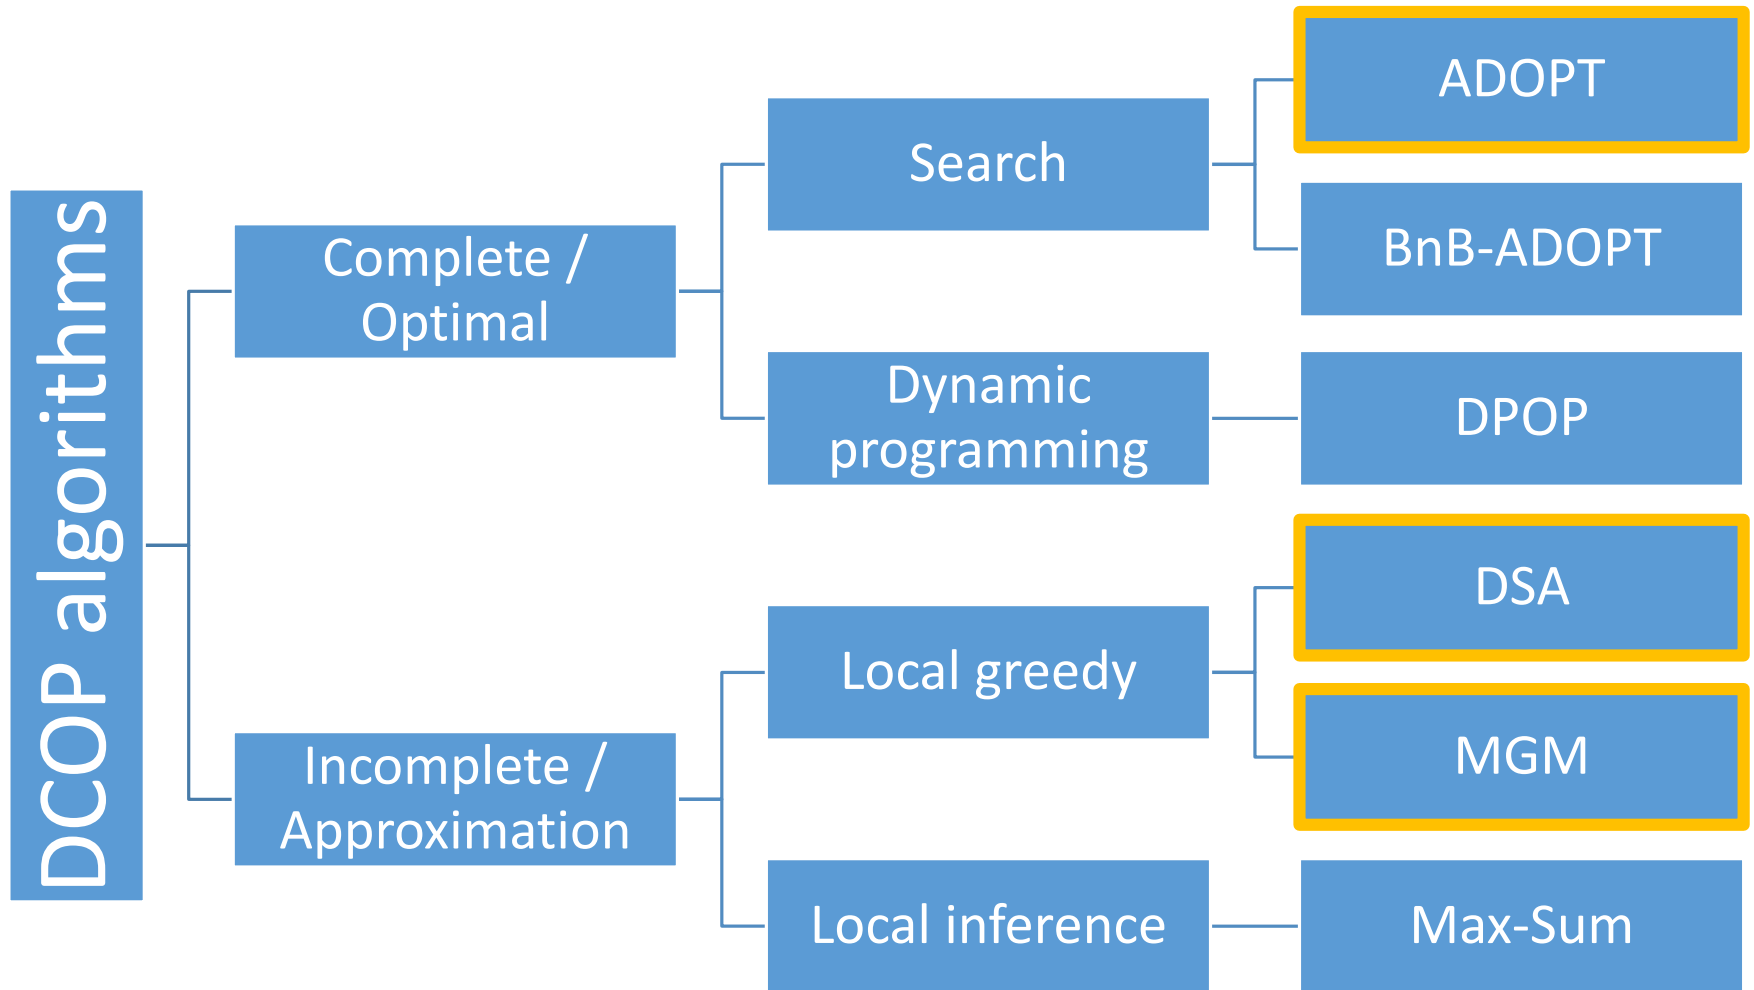 DCOP algorithms
Complete /
Optimal
Search
ADOPT
BnB-ADOPT
Dynamic
programming
DPOP
Incomplete /
Approximation
Local greedy
DSA
MGM
Local inference
Max-Sum